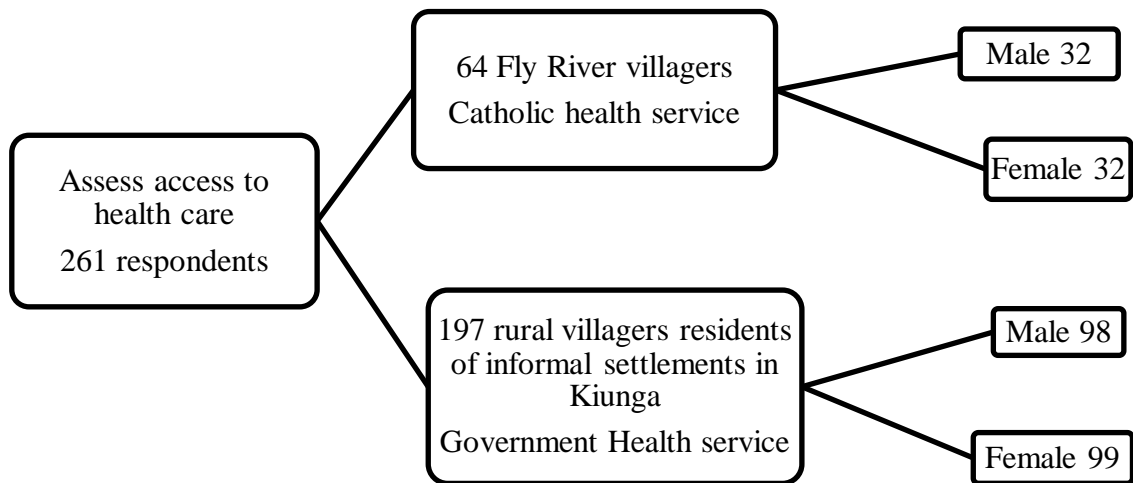 Assess access to
health care
261 respondents
64 Fly River villagers
Catholic health service
Male 32
Female 32
197 rural villagers residents
of informal settlements in
Kiunga
Government Health service
Male 98
Female 99